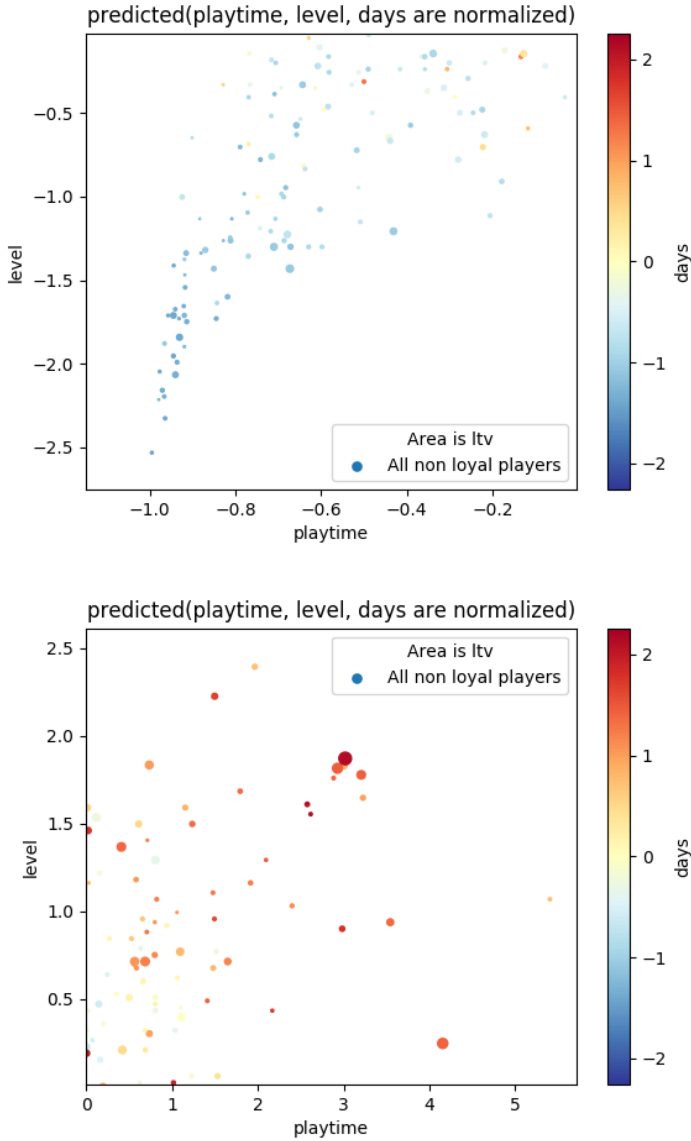 predicted(playtime, level, days are normalized)
−0.5
−1.0
−1.5
−2.0
−2.5
level
−1.0 −0.8 −0.6 −0.4 −0.2
playtime
Area is ltv
All non loyal players
2
1
0
−1
−2
days
predicted(playtime, level, days are normalized)
2.5
2.0
1.5
1.0
0.5
level
0 1 2 3 4 5
playtime
Area is ltv
All non loyal players
2
1
0
−1
−2
days